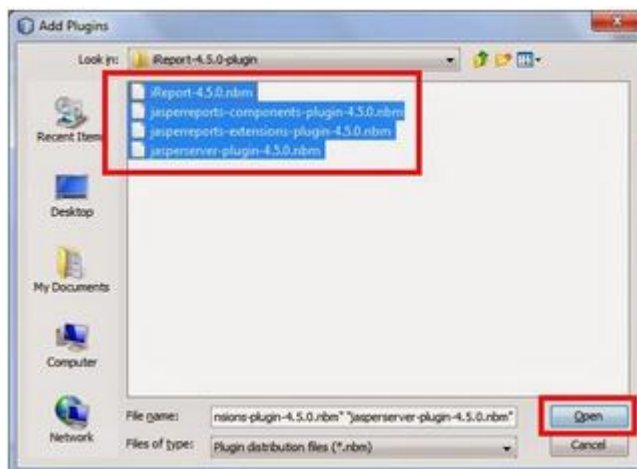 Add Plugins
Look in: iReport-4.5.0-plugin
iReport-4.5.0.nbm
jasperreports-components-plugin-4.5.0.nbm
jasperreports-extensions-plugin-4.5.0.nbm
jasperserver-plugin-4.5.0.nbm
Recent Items
Desktop
My Documents
Computer
Network
File name: nsions-plugin-4.5.0.nbm" "jasperserver-plugin-4.5.0.nbm"
Open
Files of type: Plugin distribution files (*.nbm)
Cancel